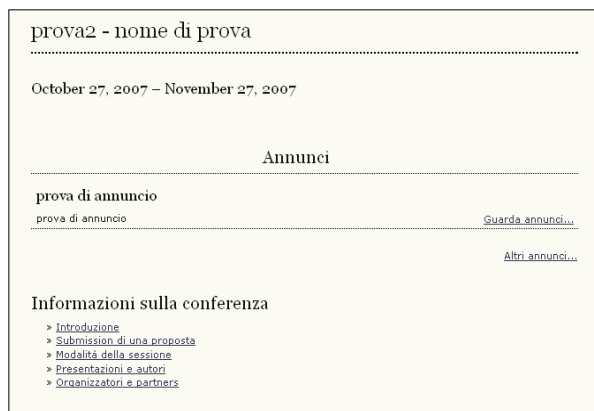 prova2 - nome di prova
October 27, 2007 – November 27, 2007
Annunci
prova di annuncio
prova di annuncio
Guarda annunci...
Altri annunci...
Informazioni sulla conferenza
» Introduzione
» Submission di una proposta
» Modalità della sessione
» Presentazioni e autori
» Organizzatori e partners